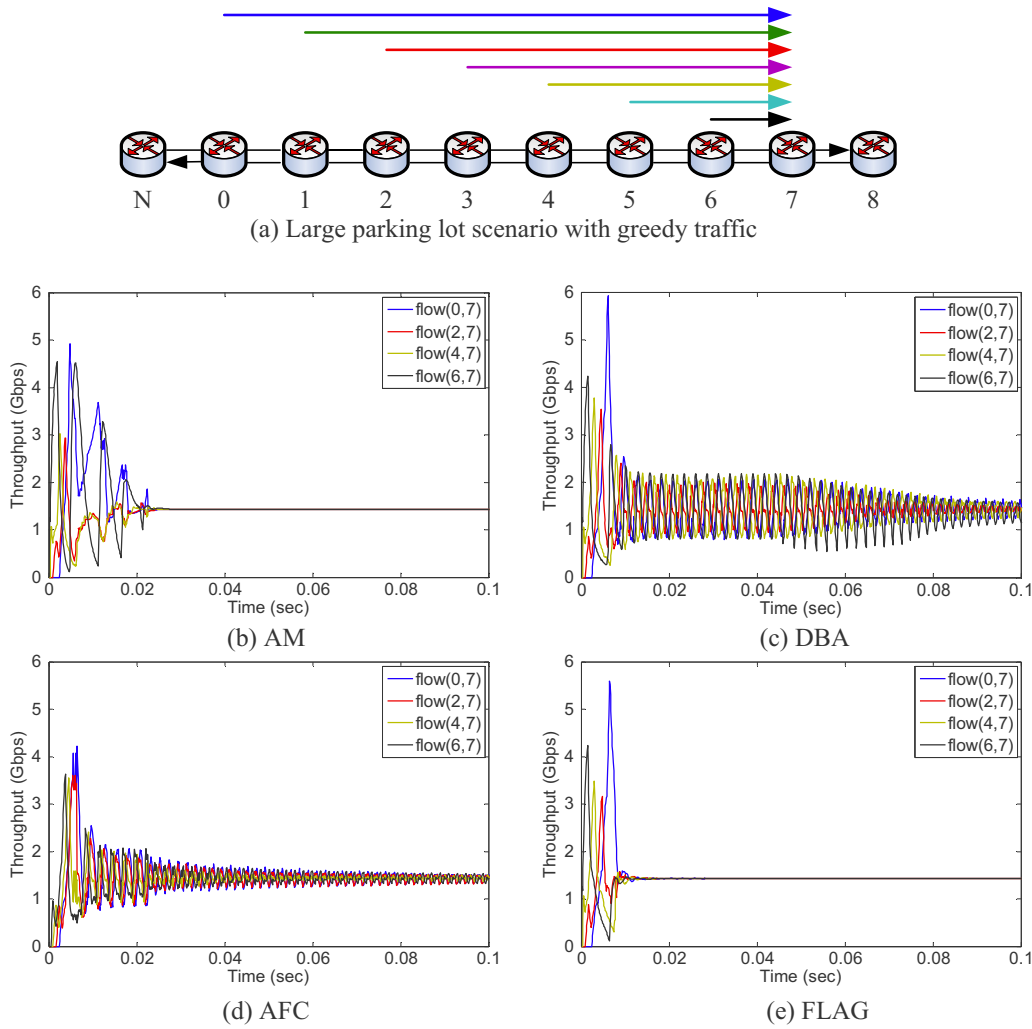 N 0 1 2 3 4 5 6 7 8
(a) Large parking lot scenario with greedy traffic
6
5
4
3
2
1
0
Throughput (Gbps)
flow(0,7)
flow(2,7)
flow(4,7)
flow(6,7)
0 0.02 0.04 0.06 0.08 0.1
Time (sec)
(b) AM
6
5
4
3
2
1
0
Throughput (Gbps)
flow(0,7)
flow(2,7)
flow(4,7)
flow(6,7)
0 0.02 0.04 0.06 0.08 0.1
Time (sec)
(c) DBA
6
5
4
3
2
1
0
Throughput (Gbps)
flow(0,7)
flow(2,7)
flow(4,7)
flow(6,7)
0 0.02 0.04 0.06 0.08 0.1
Time (sec)
(d) AFC
6
5
4
3
2
1
0
Throughput (Gbps)
flow(0,7)
flow(2,7)
flow(4,7)
flow(6,7)
0 0.02 0.04 0.06 0.08 0.1
Time (sec)
(e) FLAG